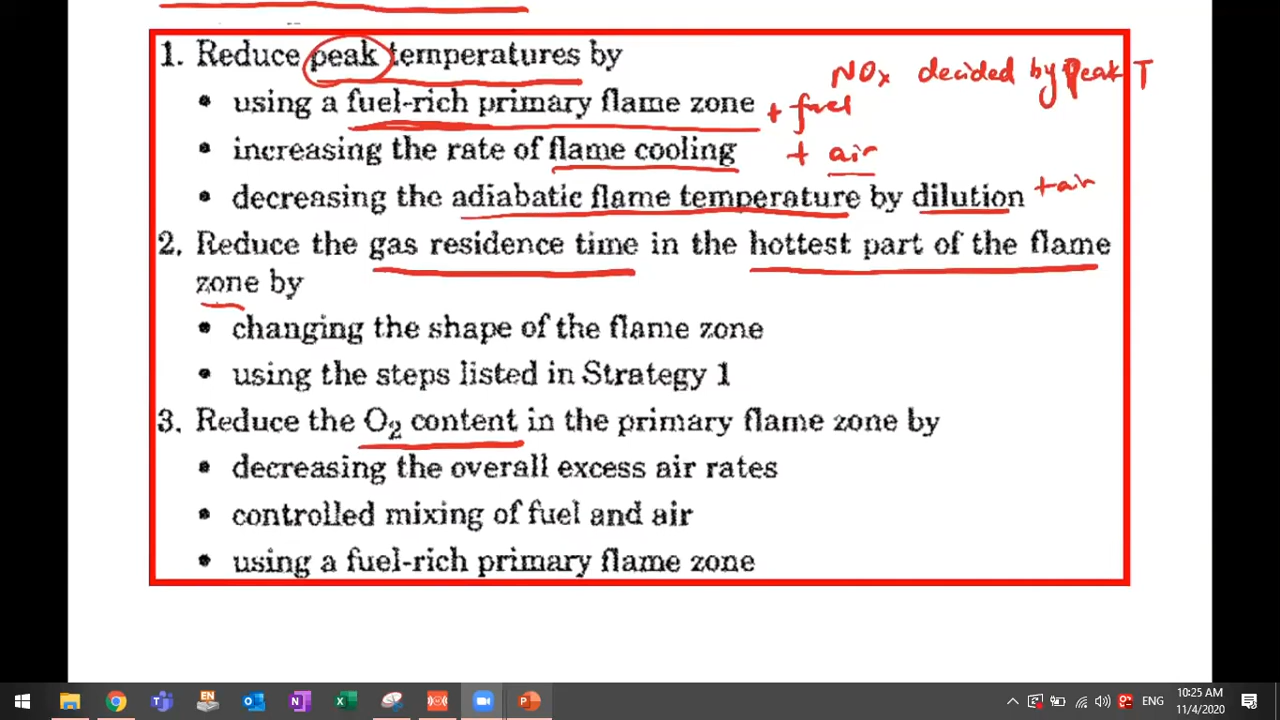 1. Reduce peak temperatures by
NOx decided by Peak T
• using a fuel-rich primary flame zone + fuel
• increasing the rate of flame cooling + air
• decreasing the adiabatic flame temperature by dilution + air
2. Reduce the gas residence time in the hottest part of the flame
zone by
• changing the shape of the flame zone
• using the steps listed in Strategy 1
3. Reduce the O₂ content in the primary flame zone by
• decreasing the overall excess air rates
• controlled mixing of fuel and air
• using a fuel-rich primary flame zone
EN
ENG
10:25 AM
11/4/2020